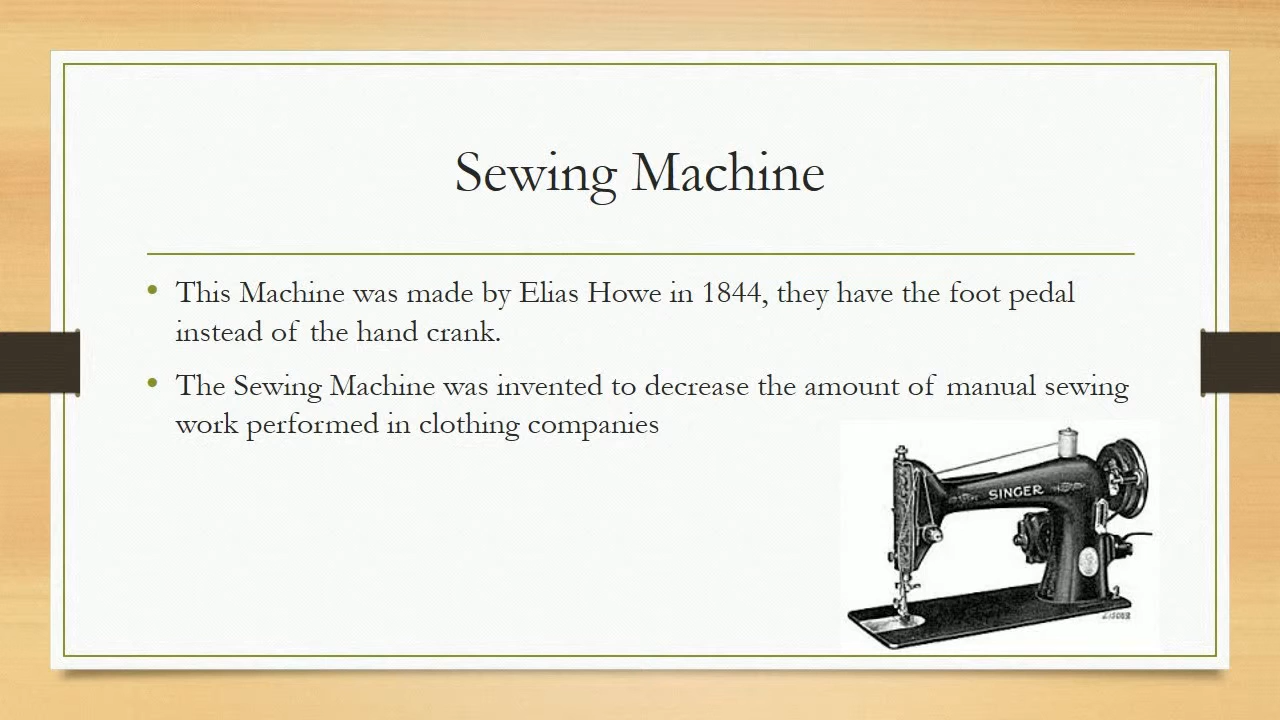 Sewing Machine
• This Machine was made by Elias Howe in 1844, they have the foot pedal
instead of the hand crank.
• The Sewing Machine was invented to decrease the amount of manual sewing
work performed in clothing companies
SINGER